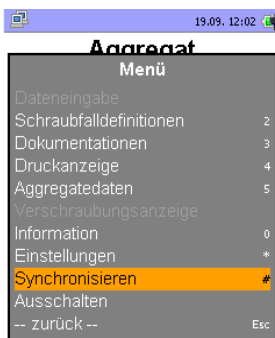 19.09. 12:02
Aggregat
Menü
Dateneingabe
Schraubfalldefinitionen 2
Dokumentationen 3
Druckanzeige 4
Aggregatedaten 5
Verschraubungsanzeige
Information 0
Einstellungen *
Synchronisieren #
Ausschalten
-- zurück -- Esc